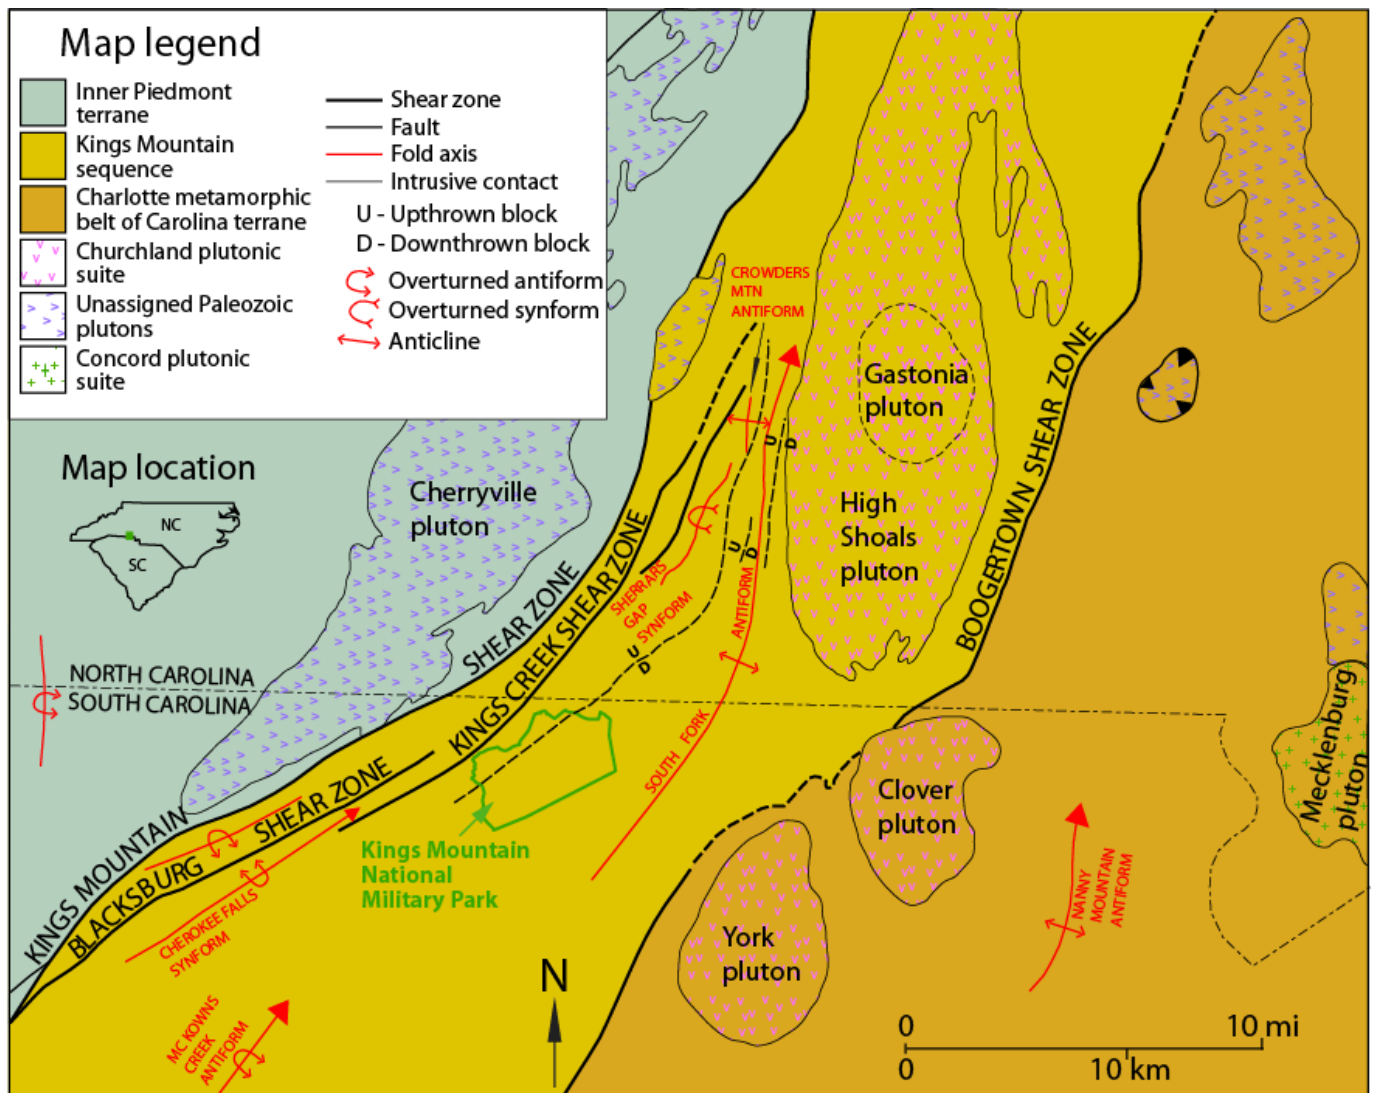 Map legend
Inner Piedmont
terrane
Kings Mountain
sequence
Charlotte metamorphic
belt of Carolina terrane
Churchland plutonic
suite
Unassigned Paleozoic
plutons
Concord plutonic
suite
Shear zone
Fault
Fold axis
Intrusive contact
U - Upthrown block
D - Downthrown block
Overturned antiform
Overturned synform
Anticline
Map location
NC
SC
NORTH CAROLINA
SOUTH CAROLINA
Cherryville
pluton
CROWDERS
MTN
ANTIFORM
Gastonia
pluton
High
Shoals
pluton
BOOGERTOWN SHEAR ZONE
U
D
U
D
U
D
SHERRARS
GAP
SYNFORM
SOUTH FORK ANTIFORM
KINGS MOUNTAIN SHEAR ZONE
KINGS CREEK SHEAR ZONE
BLACKSBURG SHEAR ZONE
CHEROKEE FALLS
SYNFORM
MC KOWNS
CREEK
ANTIFORM
Kings Mountain
National
Military Park
Clover
pluton
York
pluton
NANNY
MOUNTAIN
ANTIFORM
Mecklenburg
pluton
N
0
10 mi
0
10 km